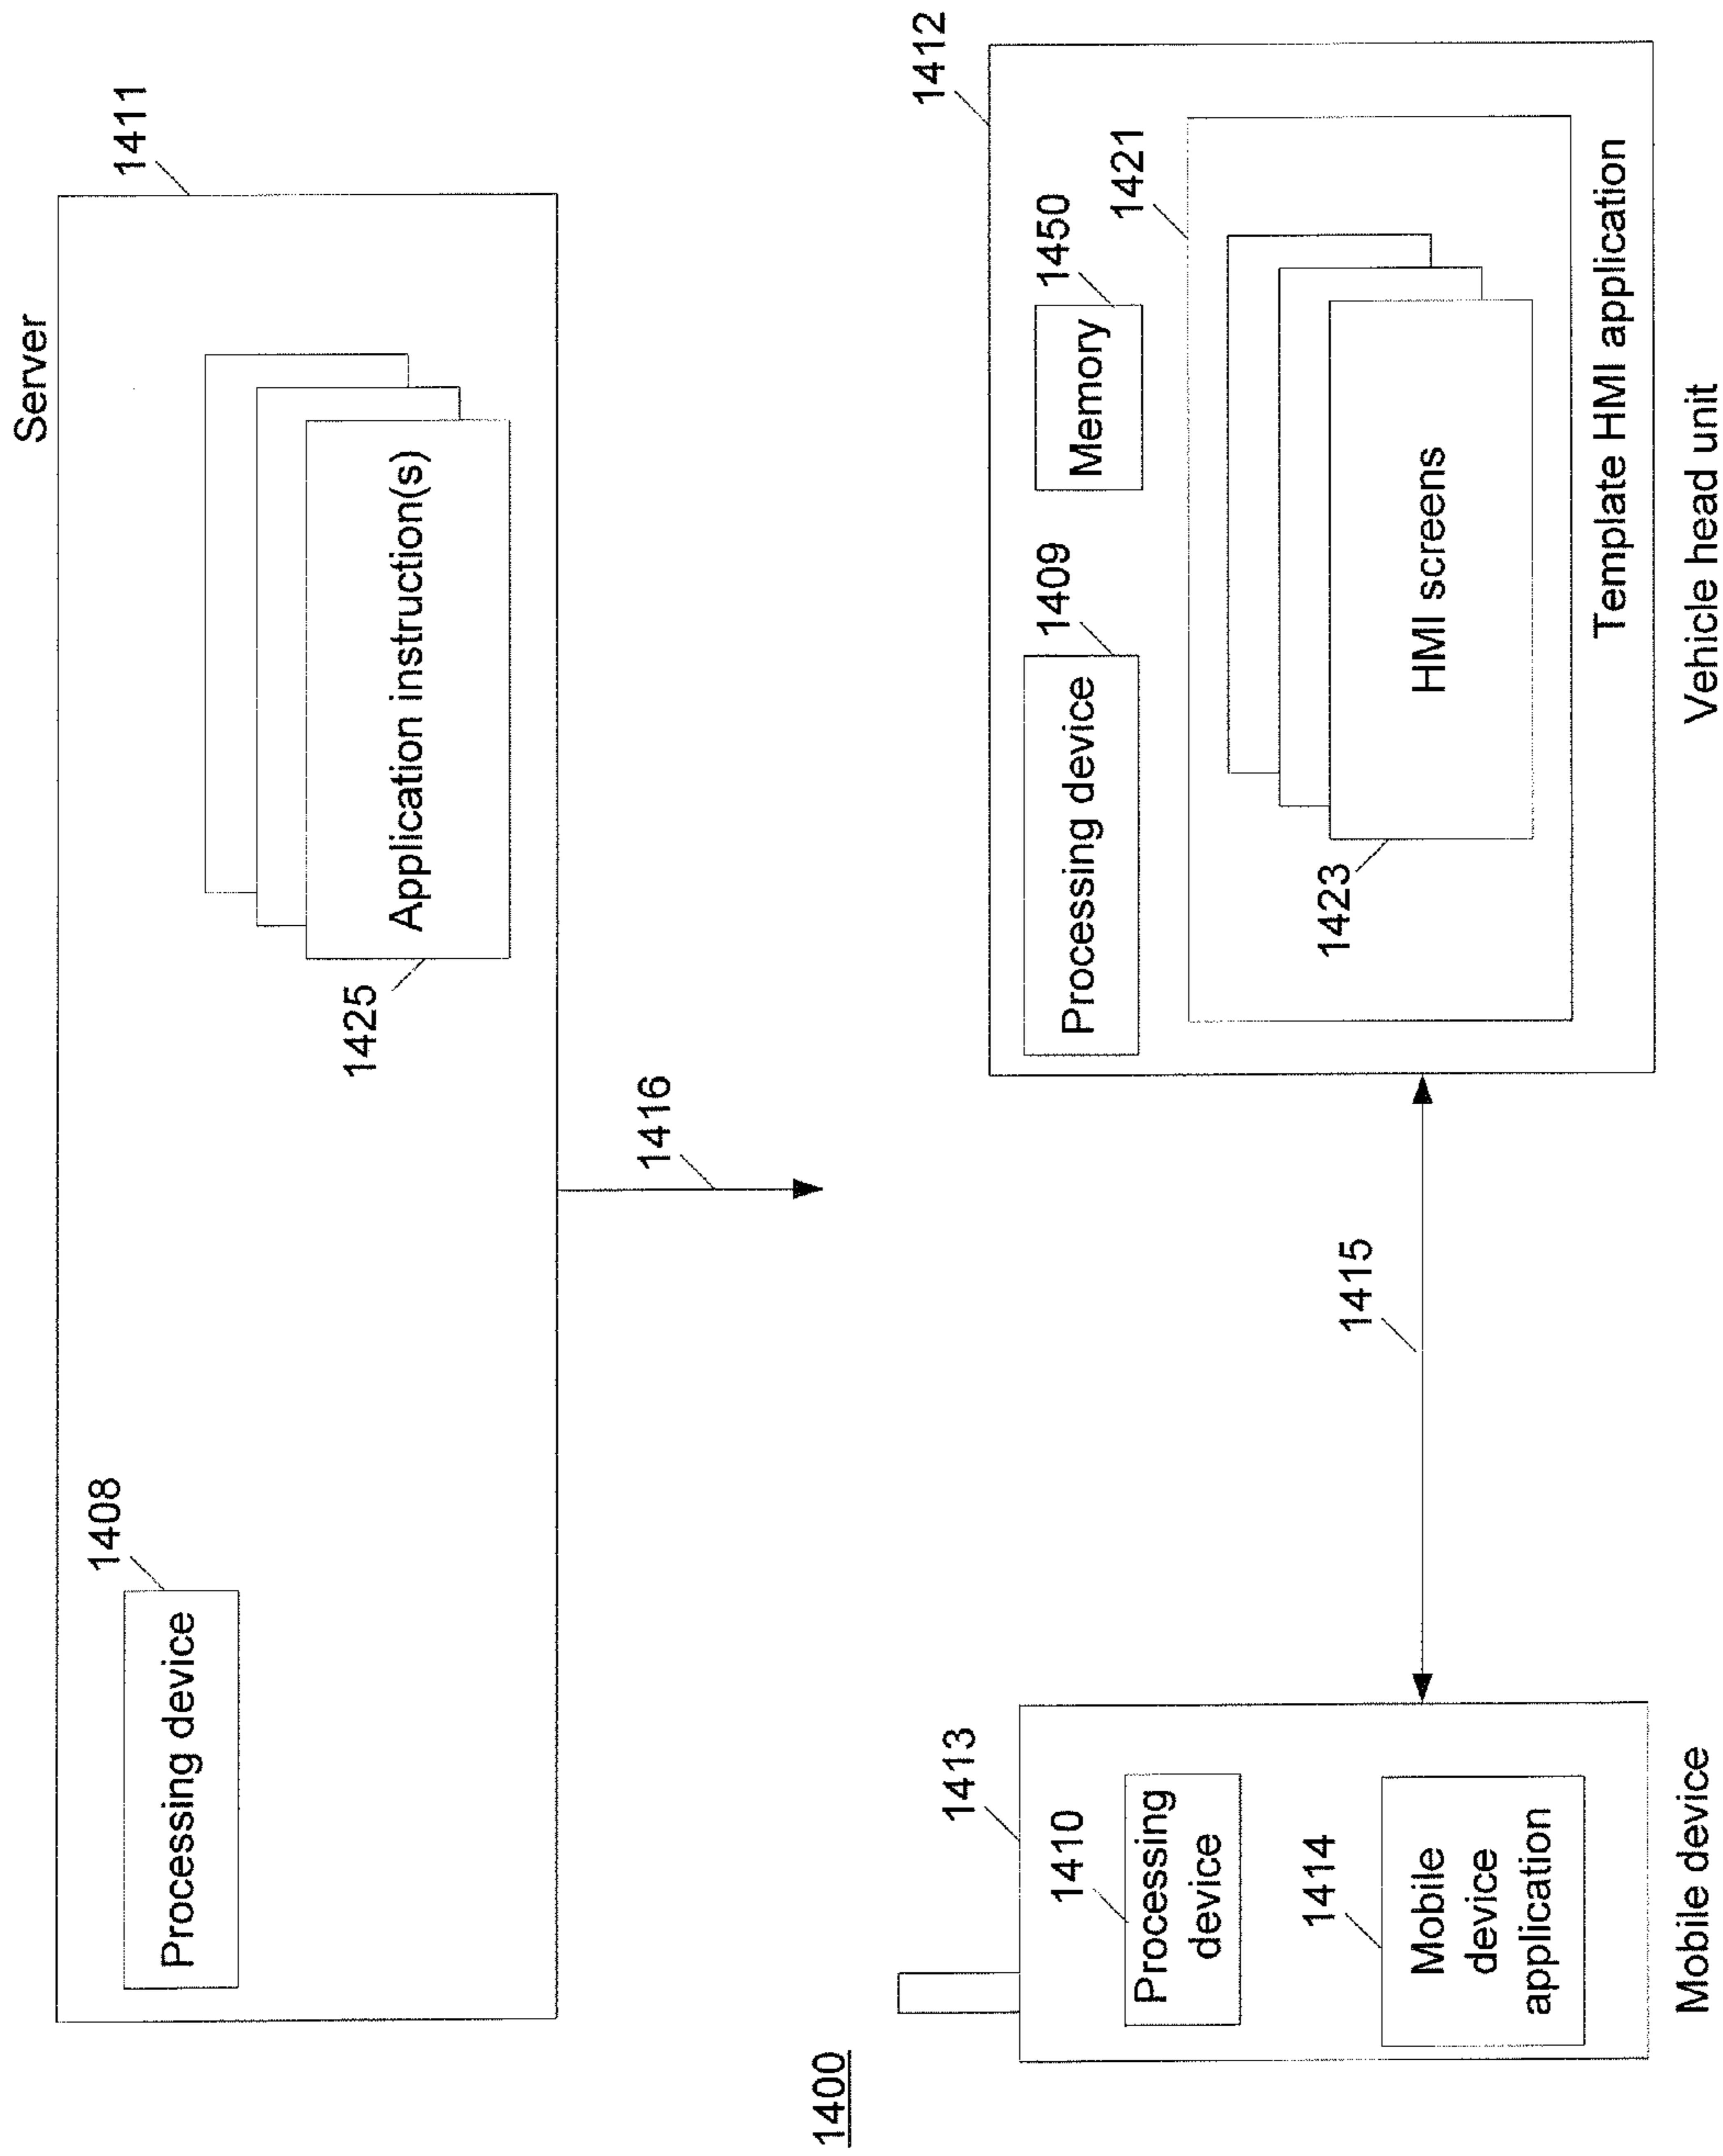 Server
1411
1408
Processing device
Application instruction(s)
1425
1416
1400
1413
1410
Processing
device
1414
Mobile
device
application
Mobile device
1415
1412
1409
Processing device
1450
Memory
1421
HMI screens
1423
Template HMI application
Vehicle head unit